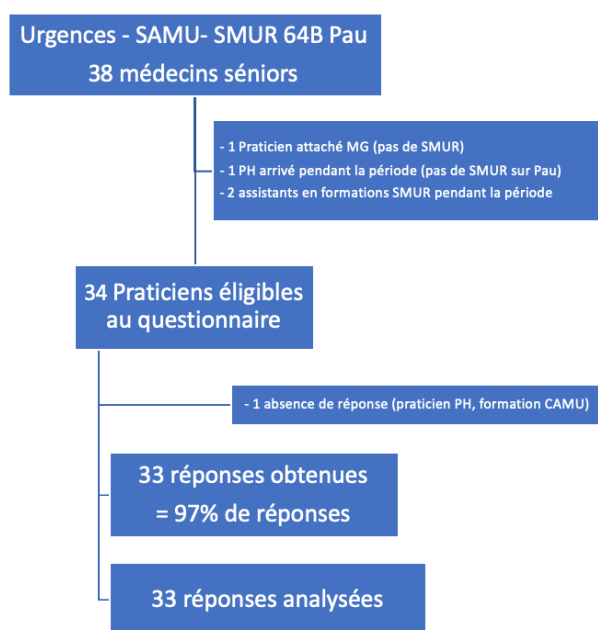 Urgences - SAMU- SMUR 64B Pau
38 médecins séniors
- 1 Praticien attaché MG (pas de SMUR)
- 1 PH arrivé pendant la période (pas de SMUR sur Pau)
- 2 assistants en formations SMUR pendant la période
34 Praticiens éligibles
au questionnaire
- 1 absence de réponse (praticien PH, formation CAMU)
33 réponses obtenues
= 97% de réponses
33 réponses analysées